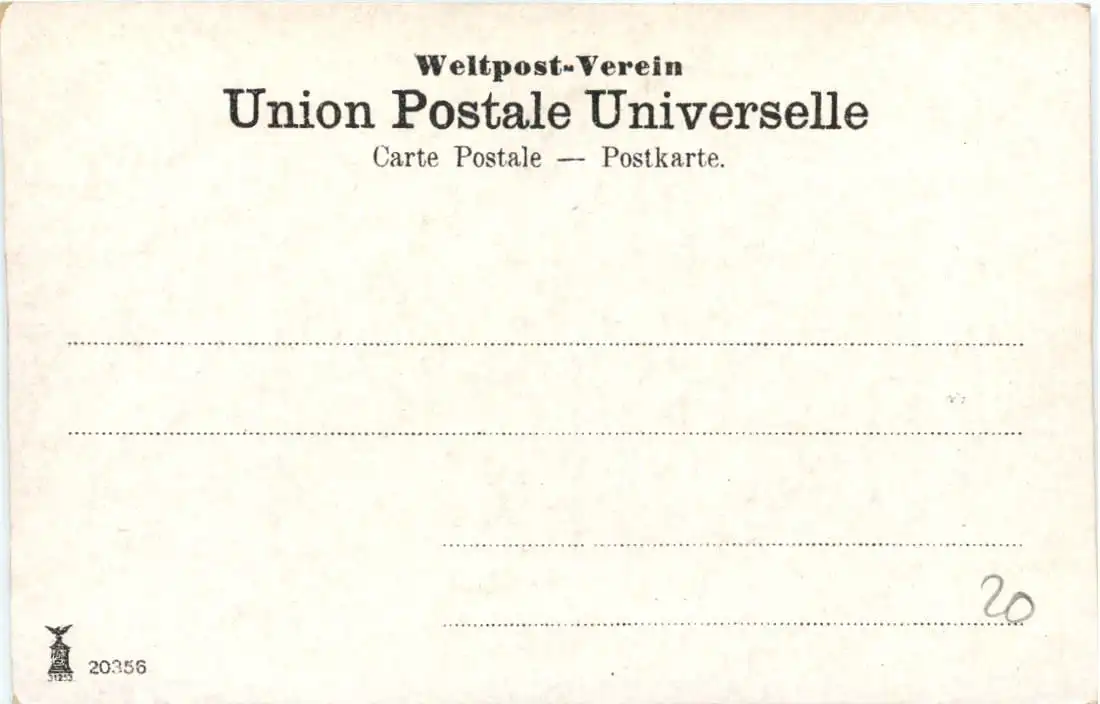 Weltpost-Verein
Union Postale Universelle
Carte Postale — Postkarte.
20
20356